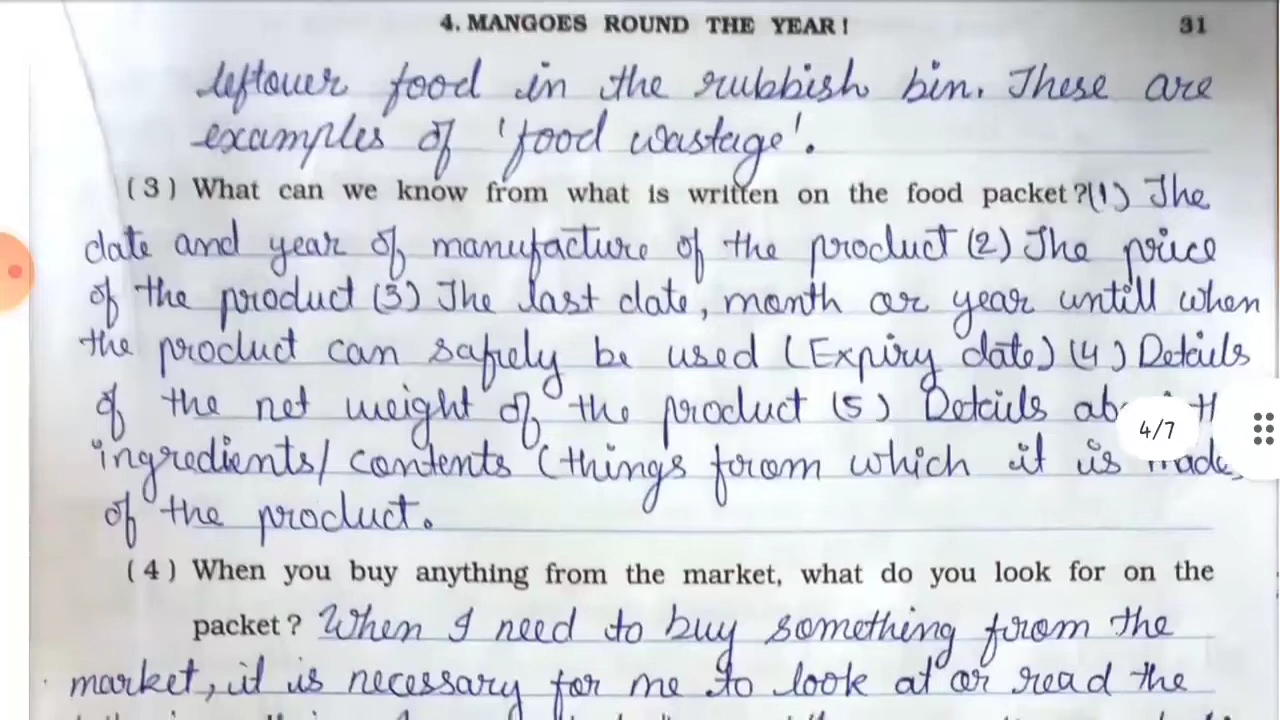 4. MANGOES ROUND THE YEAR! 31
leftover food in the rubbish bin. These are
examples of 'food wastage'.
(3) What can we know from what is written on the food packet? (1) The
date and year of manufacture of the product (2) The price
of the product (3) The last date, month or year untill when
the product can safely be used (Expiry date) (4) Details
of the net weight of the product (5) Details
4/7
ingredients/ contents (things from which it is made)
of the product.
(4) When you buy anything from the market, what do you look for on the
packet? When I need to buy something from the
market, it is necessary for me to look at or read the